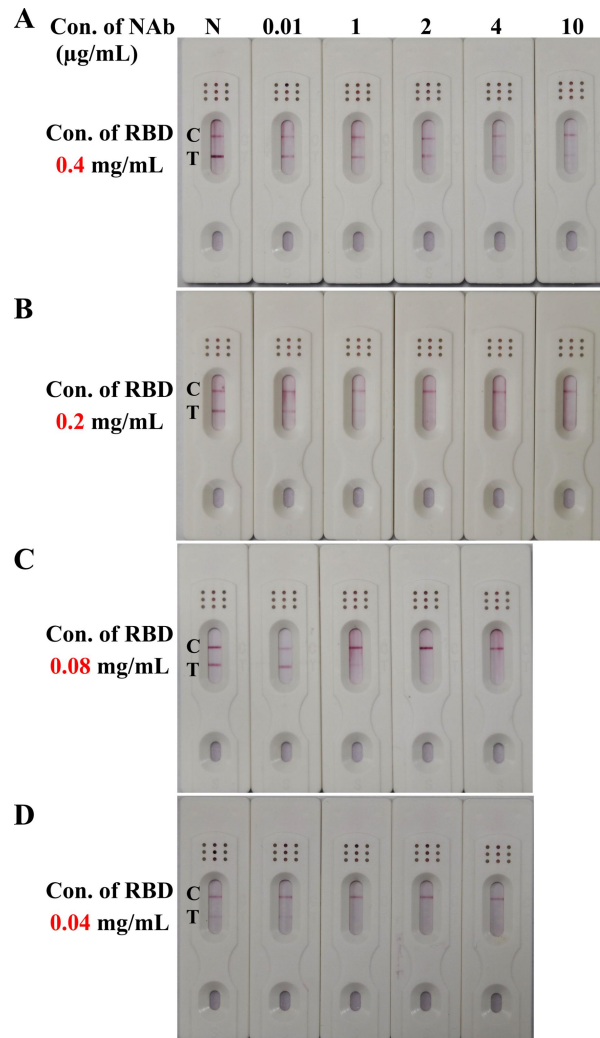 A Con. of NAb N 0.01 1 2 4 10
(μg/mL)
Con. of RBD C
0.4 mg/mL T
B
Con. of RBD C
0.2 mg/mL T
C
Con. of RBD C
0.08 mg/mL T
D
Con. of RBD C
0.04 mg/mL T